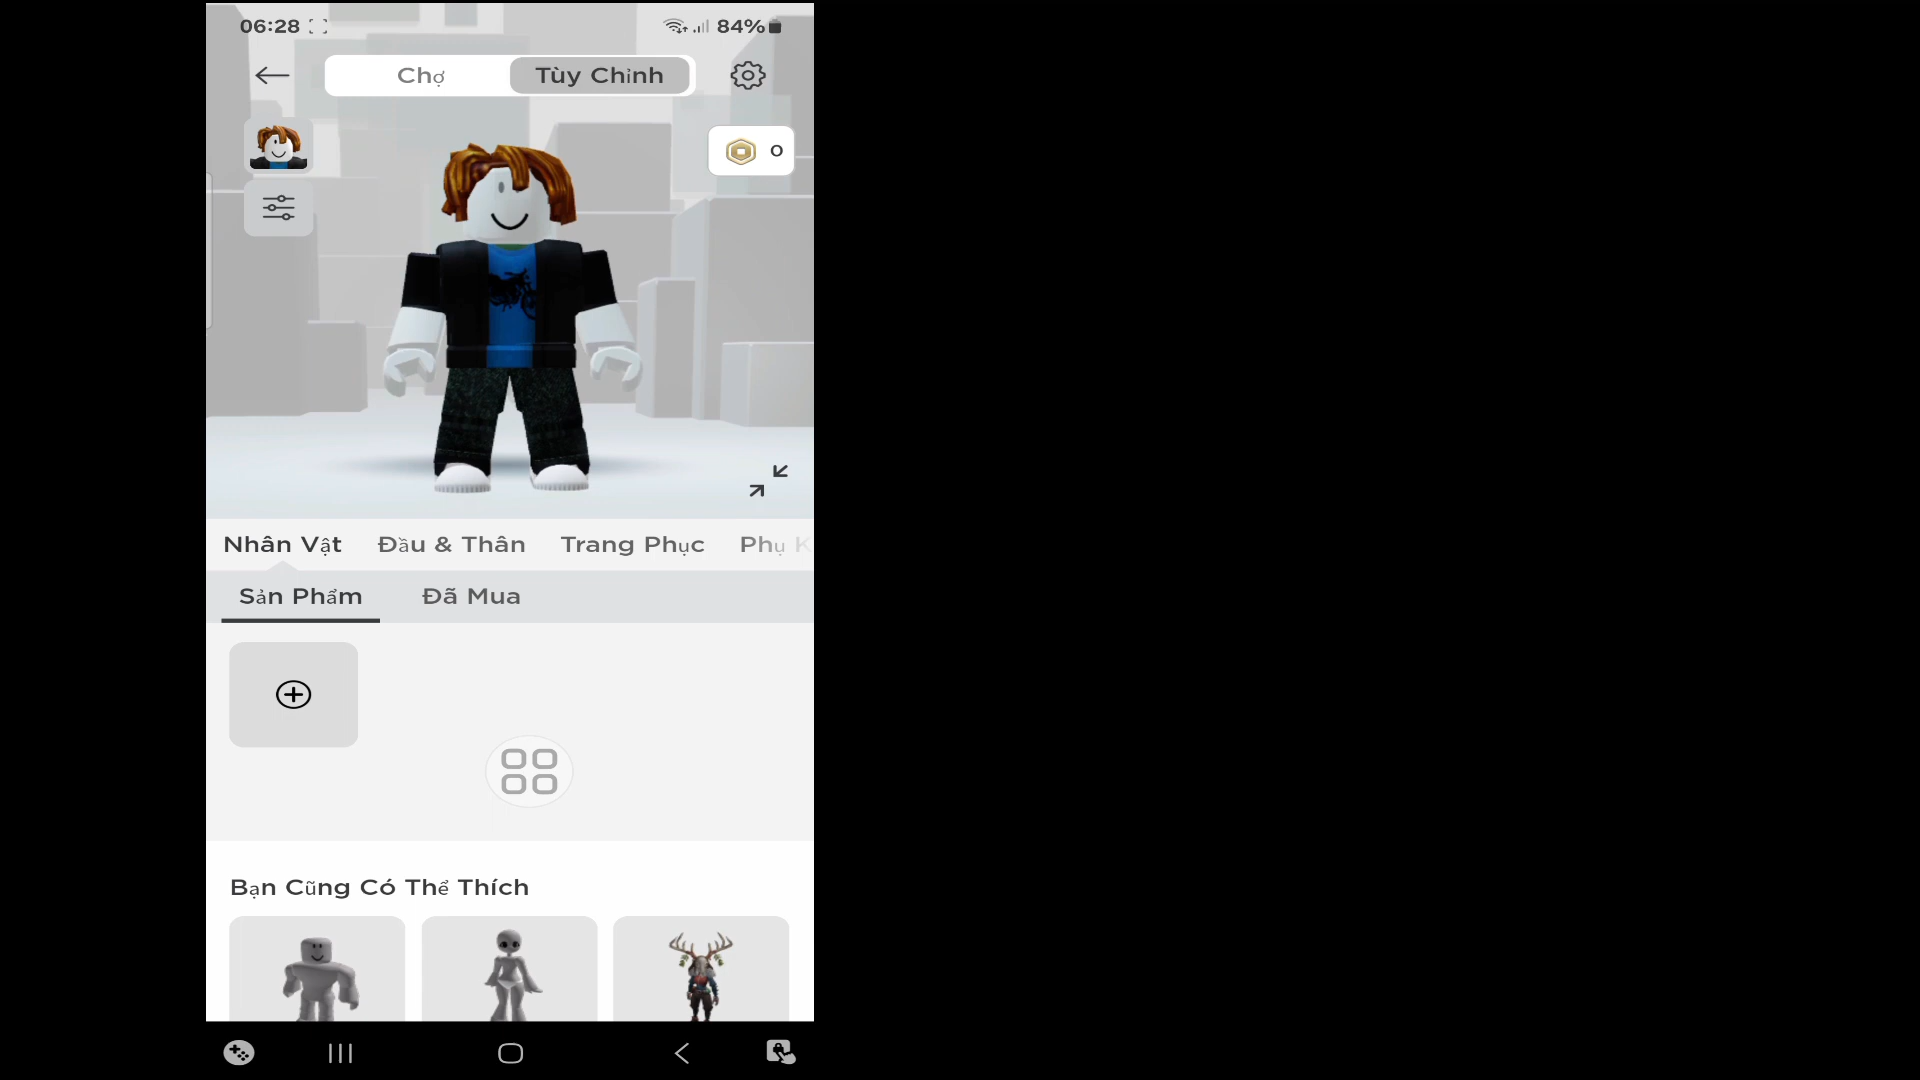 06:28
84%
Chợ
Tùy Chỉnh
0
Nhân Vật
Đầu & Thân
Trang Phục
Phụ K
Sản Phẩm
Đã Mua
Bạn Cũng Có Thể Thích